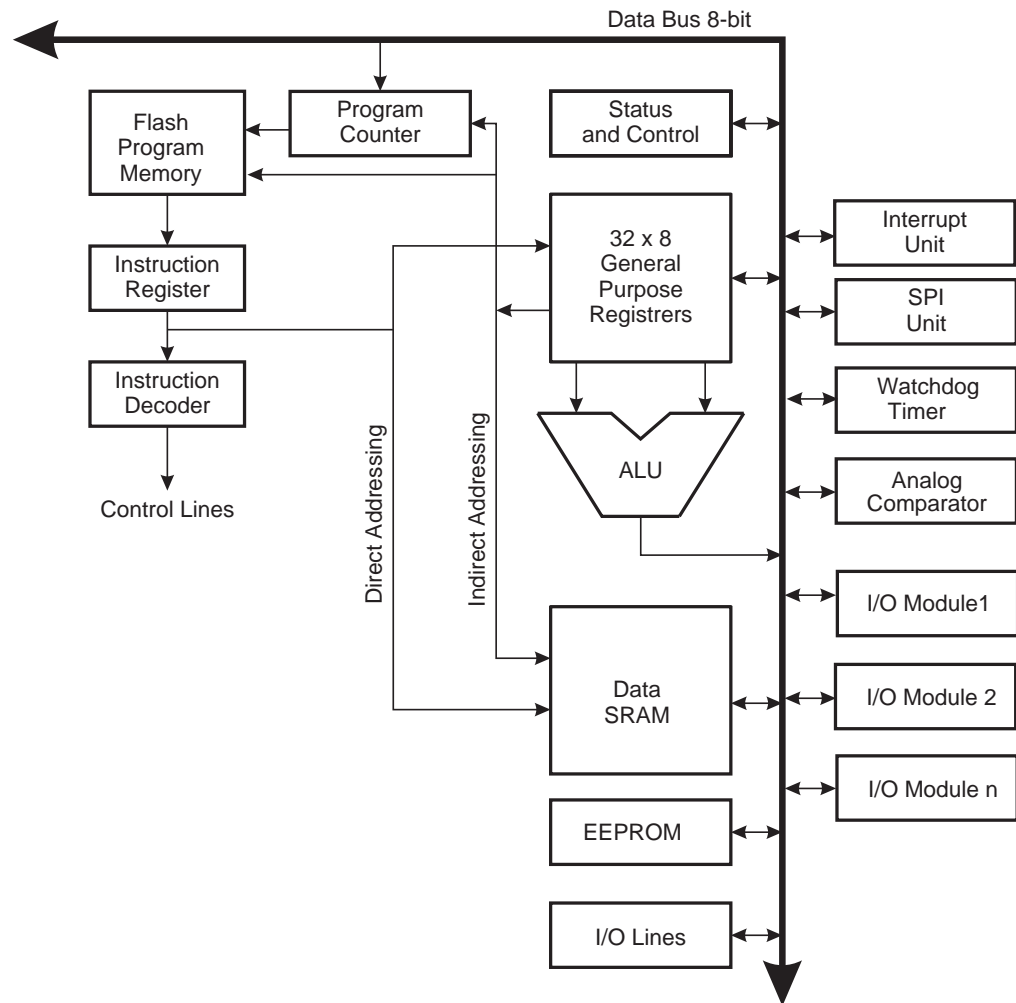 Data Bus 8-bit
Flash
Program
Memory
Program
Counter
Status
and Control
Instruction
Register
32 x 8
General
Purpose
Registrers
Interrupt
Unit
SPI
Unit
Instruction
Decoder
Watchdog
Timer
ALU
Analog
Comparator
Control Lines
Direct Addressing
Indirect Addressing
I/O Module1
Data
SRAM
I/O Module 2
I/O Module n
EEPROM
I/O Lines